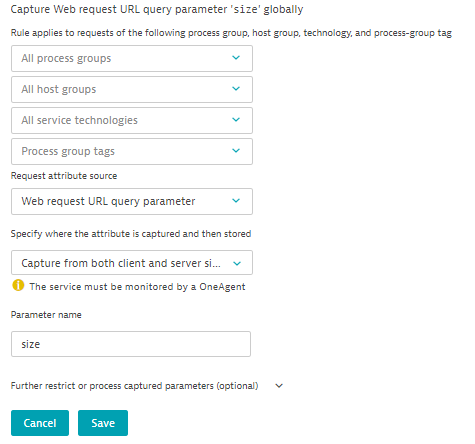 Capture Web request URL query parameter 'size' globally
Rule applies to requests of the following process group, host group, technology, and process-group tag
All process groups
All host groups
All service technologies
Process group tags
Request attribute source
Web request URL query parameter
Specify where the attribute is captured and then stored
Capture from both client and server si...
The service must be monitored by a OneAgent
Parameter name
size
Further restrict or process captured parameters (optional)
Cancel Save